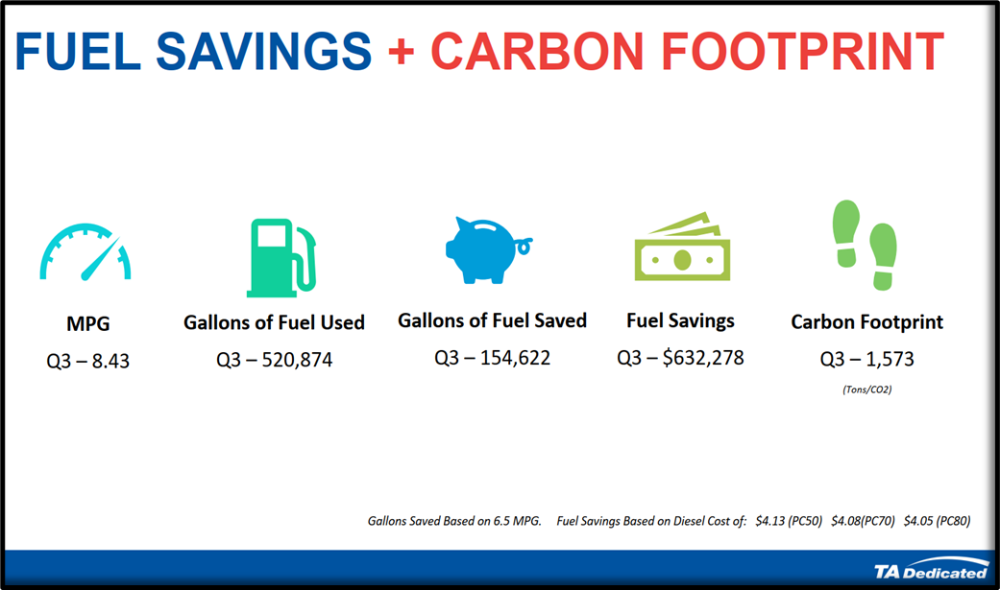 FUEL SAVINGS + CARBON FOOTPRINT
MPG
Q3 – 8.43
Gallons of Fuel Used
Q3 – 520,874
Gallons of Fuel Saved
Q3 – 154,622
Fuel Savings
Q3 – $632,278
Carbon Footprint
Q3 – 1,573
(Tons/CO2)
Gallons Saved Based on 6.5 MPG. Fuel Savings Based on Diesel Cost of: $4.13 (PC50) $4.08(PC70) $4.05 (PC80)
TA Dedicated